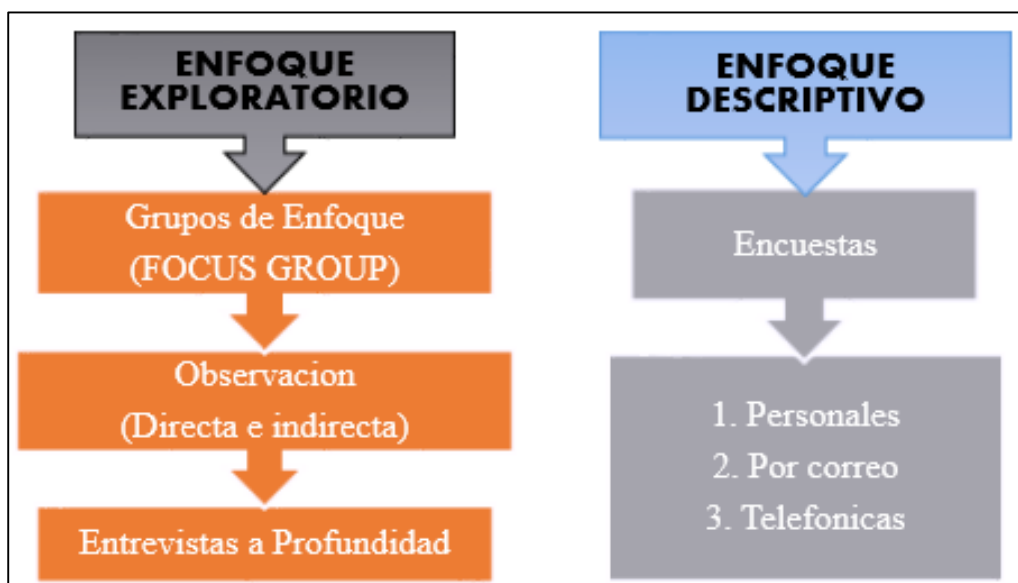 ENFOQUE
EXPLORATORIO
Grupos de Enfoque
(FOCUS GROUP)
Observacion
(Directa e indirecta)
Entrevistas a Profundidad
ENFOQUE
DESCRIPTIVO
Encuestas
1. Personales
2. Por correo
3. Telefonicas